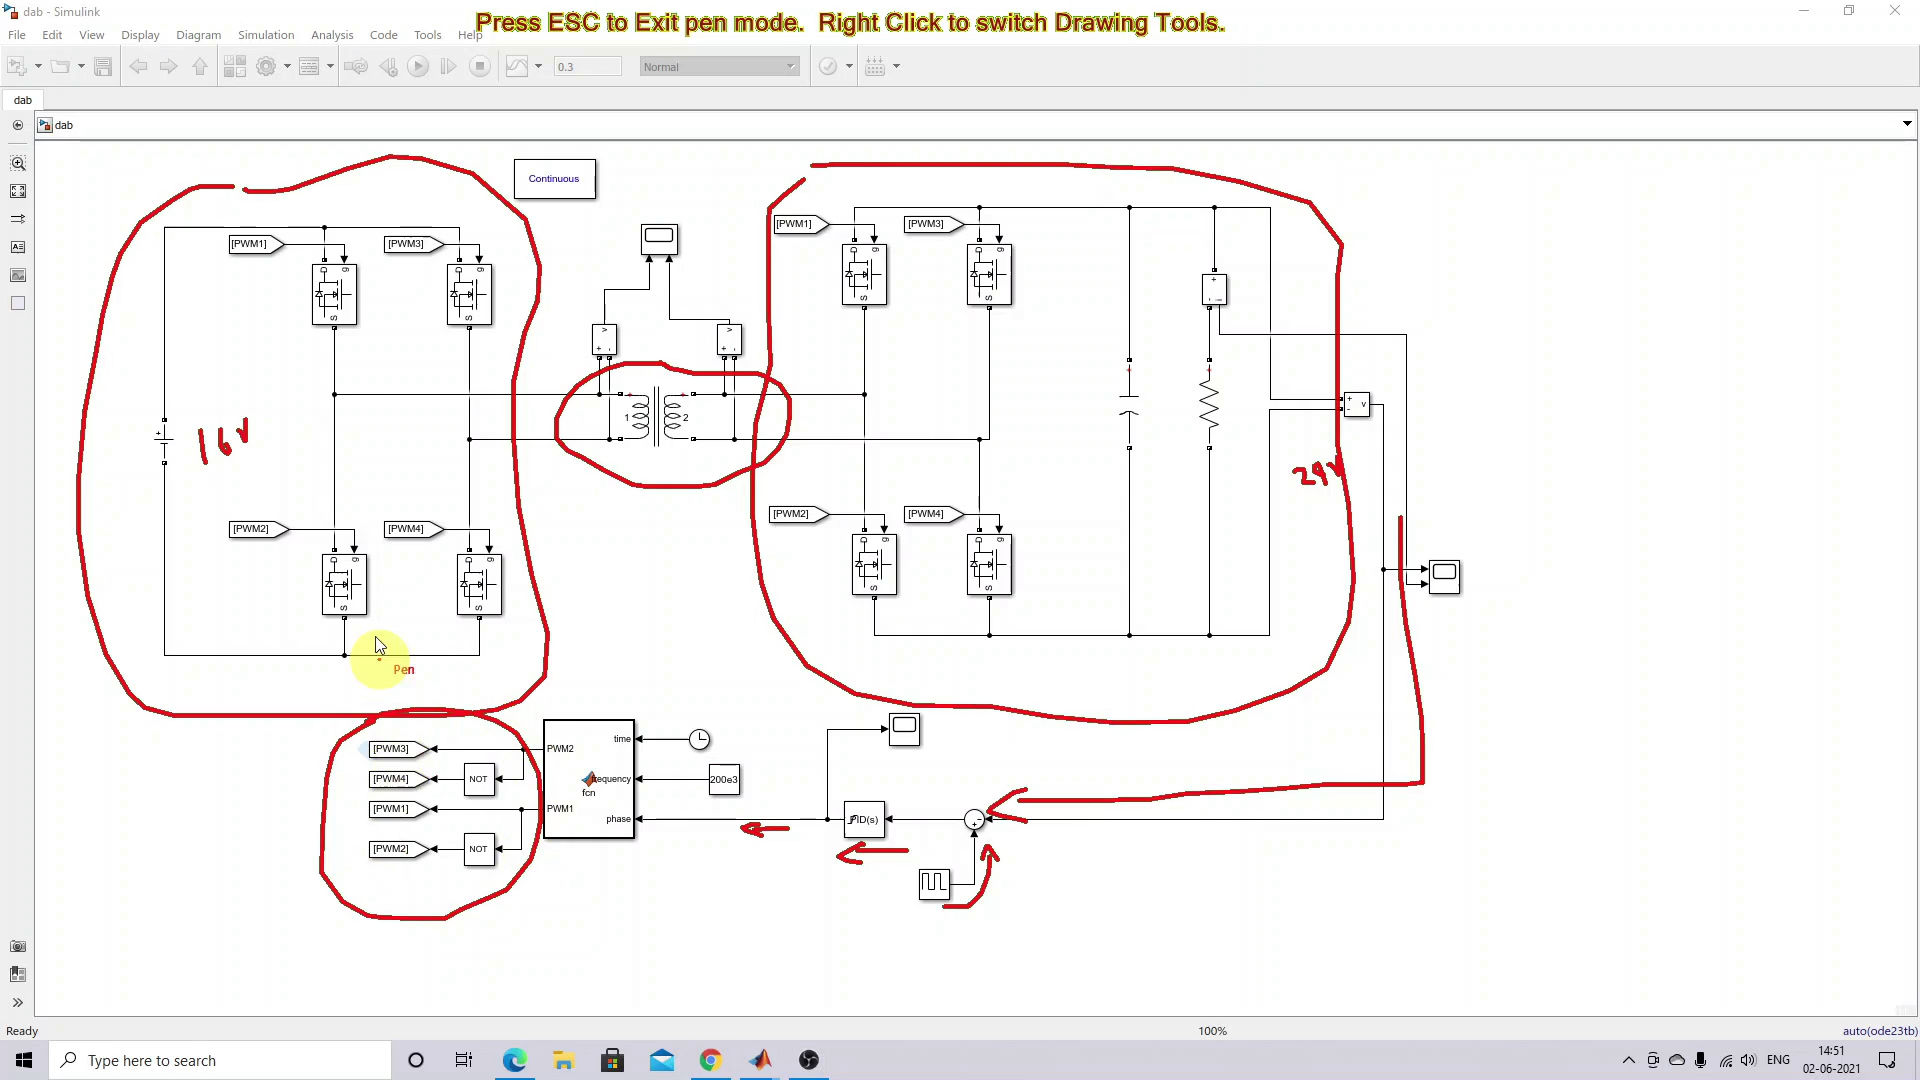 dab - Simulink
Press ESC to Exit pen mode. Right Click to switch Drawing Tools.
File Edit View Display Diagram Simulation Analysis Code Tools Help
0.3 Normal
dab
dab
Continuous
[PWM1] [PWM3] [PWM1] [PWM3]
D g D g D g D g
S S S S
v v
+ - + -
+ -
1 2
+ - v
16V
24V
[PWM2] [PWM4] [PWM2] [PWM4]
D g D g D g D g
S S S S
Pen
[PWM3] PWM2 time
[PWM4] NOT frequency 200e3
fcn
[PWM1] PWM1
phase PID(s) + -
[PWM2] NOT
Ready 100% auto(ode23tb)
Type here to search
ENG 14:51
02-06-2021